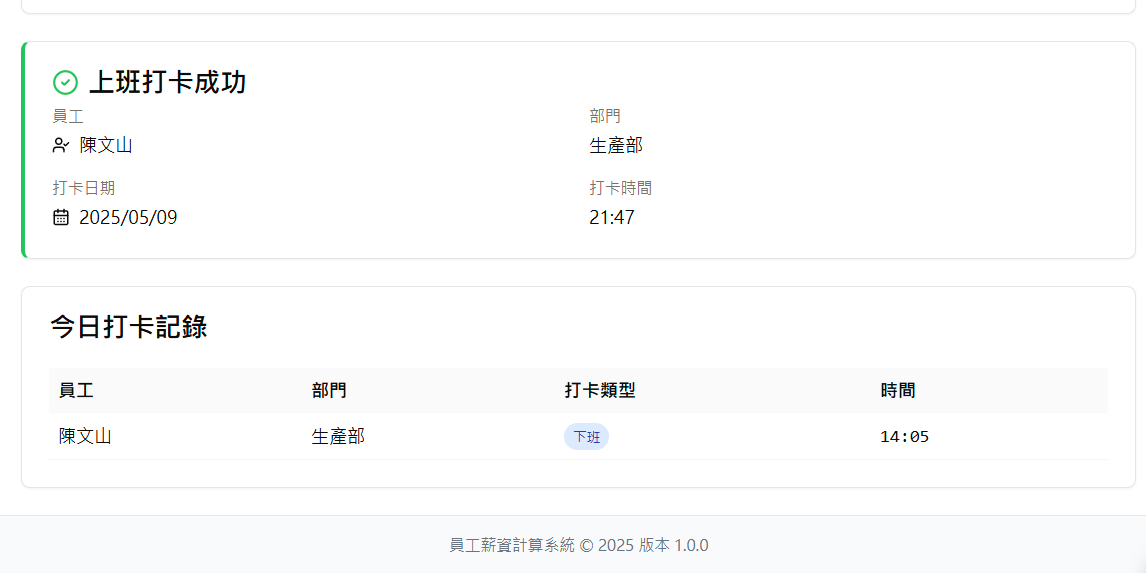 上班打卡成功
員工 部門
陳文山 生產部
打卡日期 打卡時間
2025/05/09 21:47
今日打卡記錄
員工 部門 打卡類型 時間
陳文山 生產部 下班 14:05
員工薪資計算系統 © 2025 版本 1.0.0